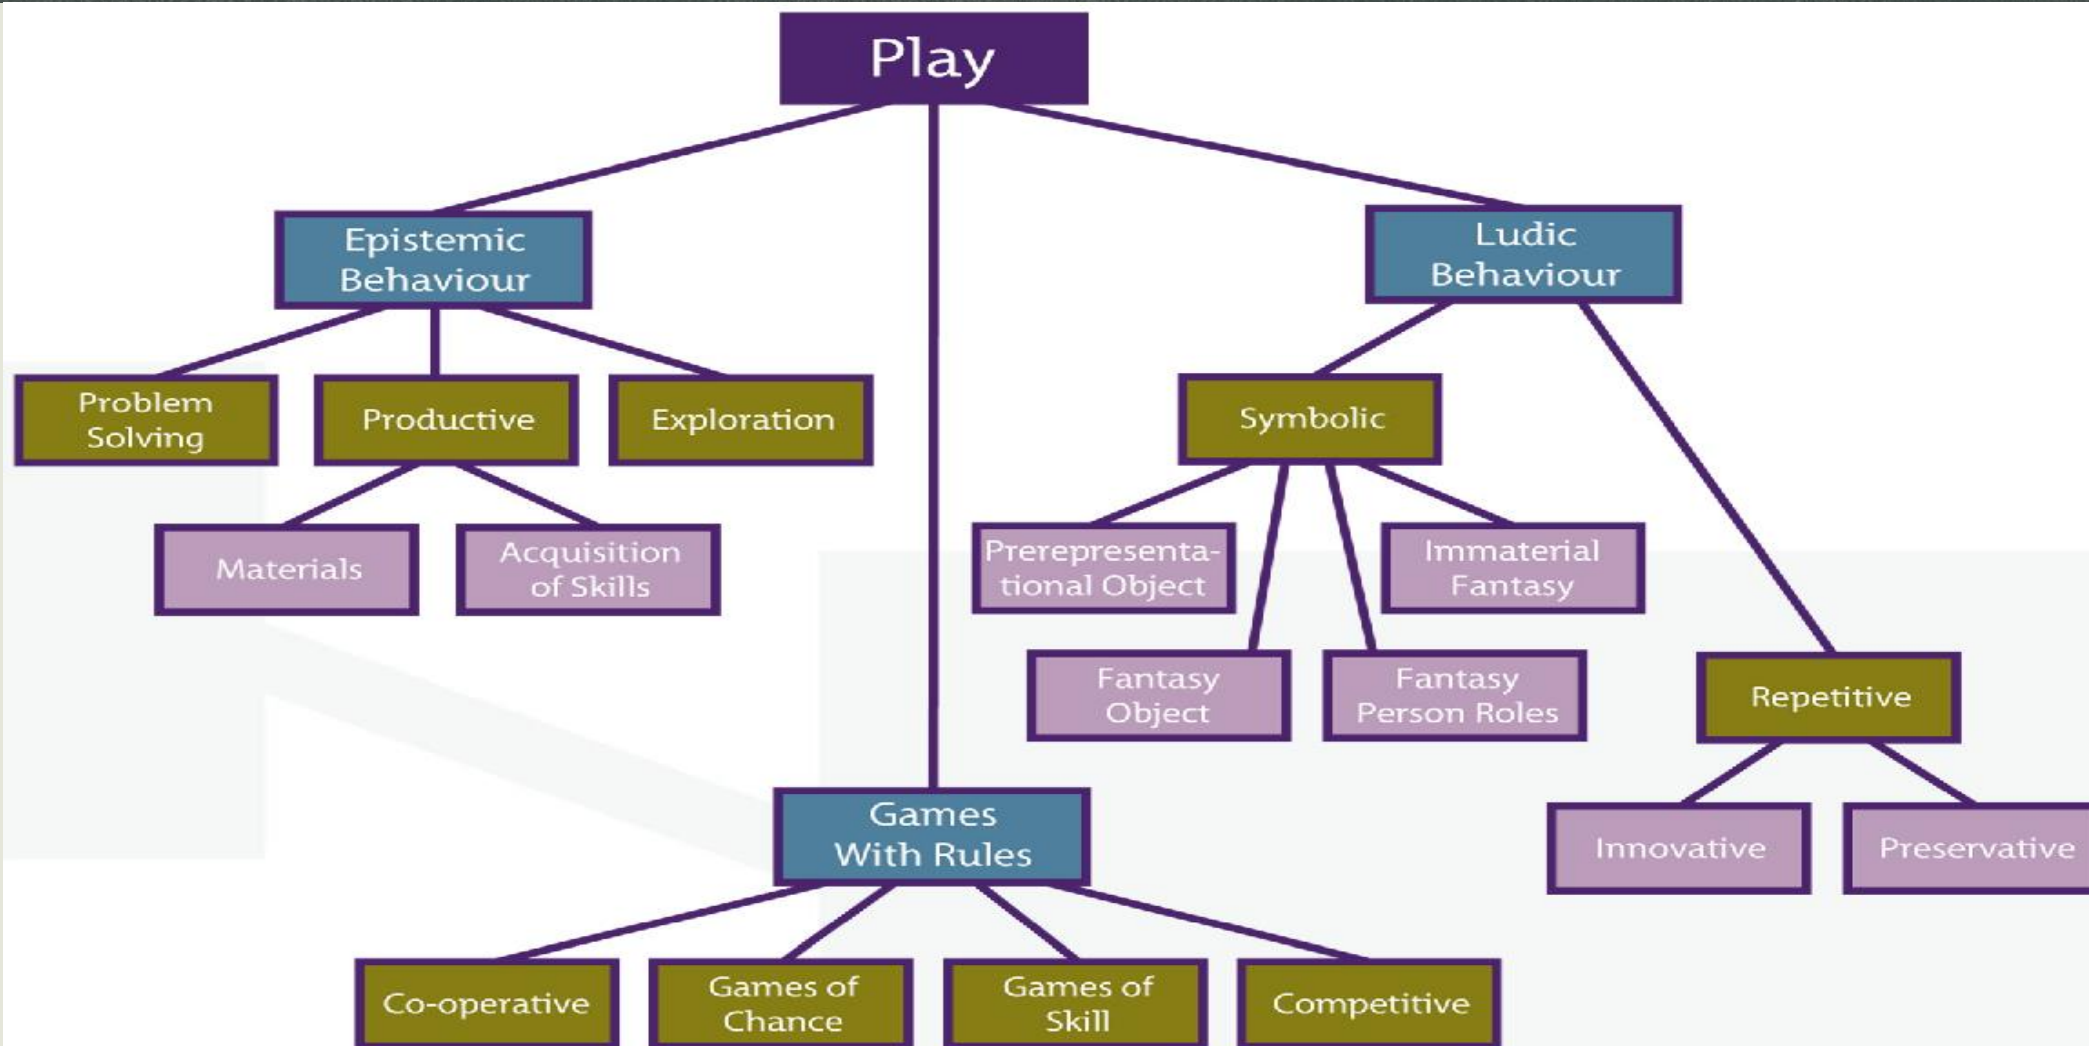 Play
Epistemic
Behaviour
Ludic
Behaviour
Problem
Solving
Productive
Exploration
Symbolic
Materials
Acquisition
of Skills
Prerepresenta-
tional Object
Immaterial
Fantasy
Fantasy
Object
Fantasy
Person Roles
Repetitive
Games
With Rules
Innovative
Preservative
Co-operative
Games of
Chance
Games of
Skill
Competitive